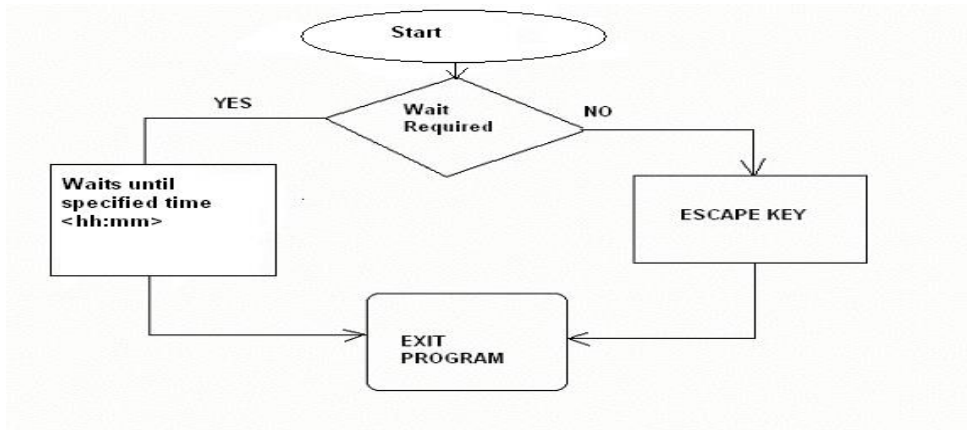 Start
YES
Wait
Required
NO
Waits until
specified time
<hh:mm>
ESCAPE KEY
EXIT
PROGRAM